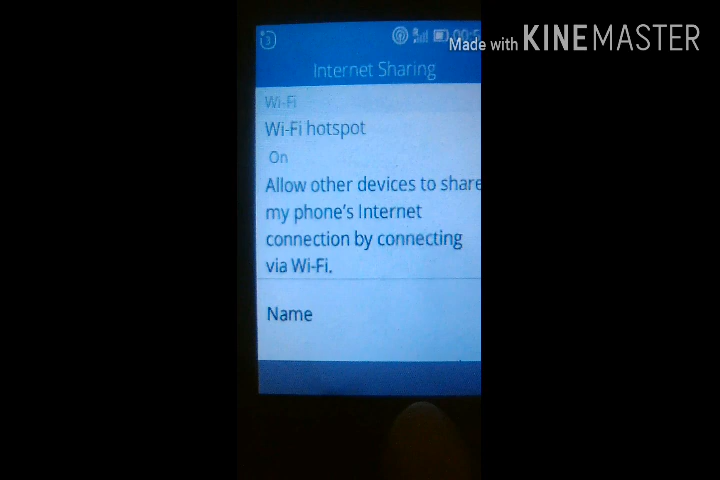 3
Made with KINEMASTER
Internet Sharing
Wi-Fi
Wi-Fi hotspot
On
Allow other devices to share
my phone's Internet
connection by connecting
via Wi-Fi.
Name